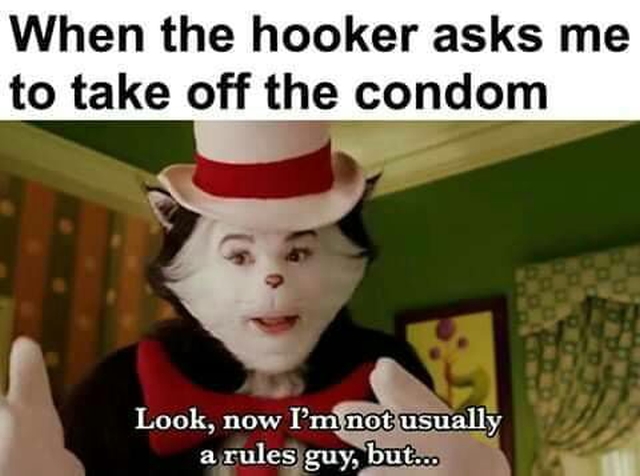 When the hooker asks me
to take off the condom
Look, now I'm not usually
a rules guy, but...